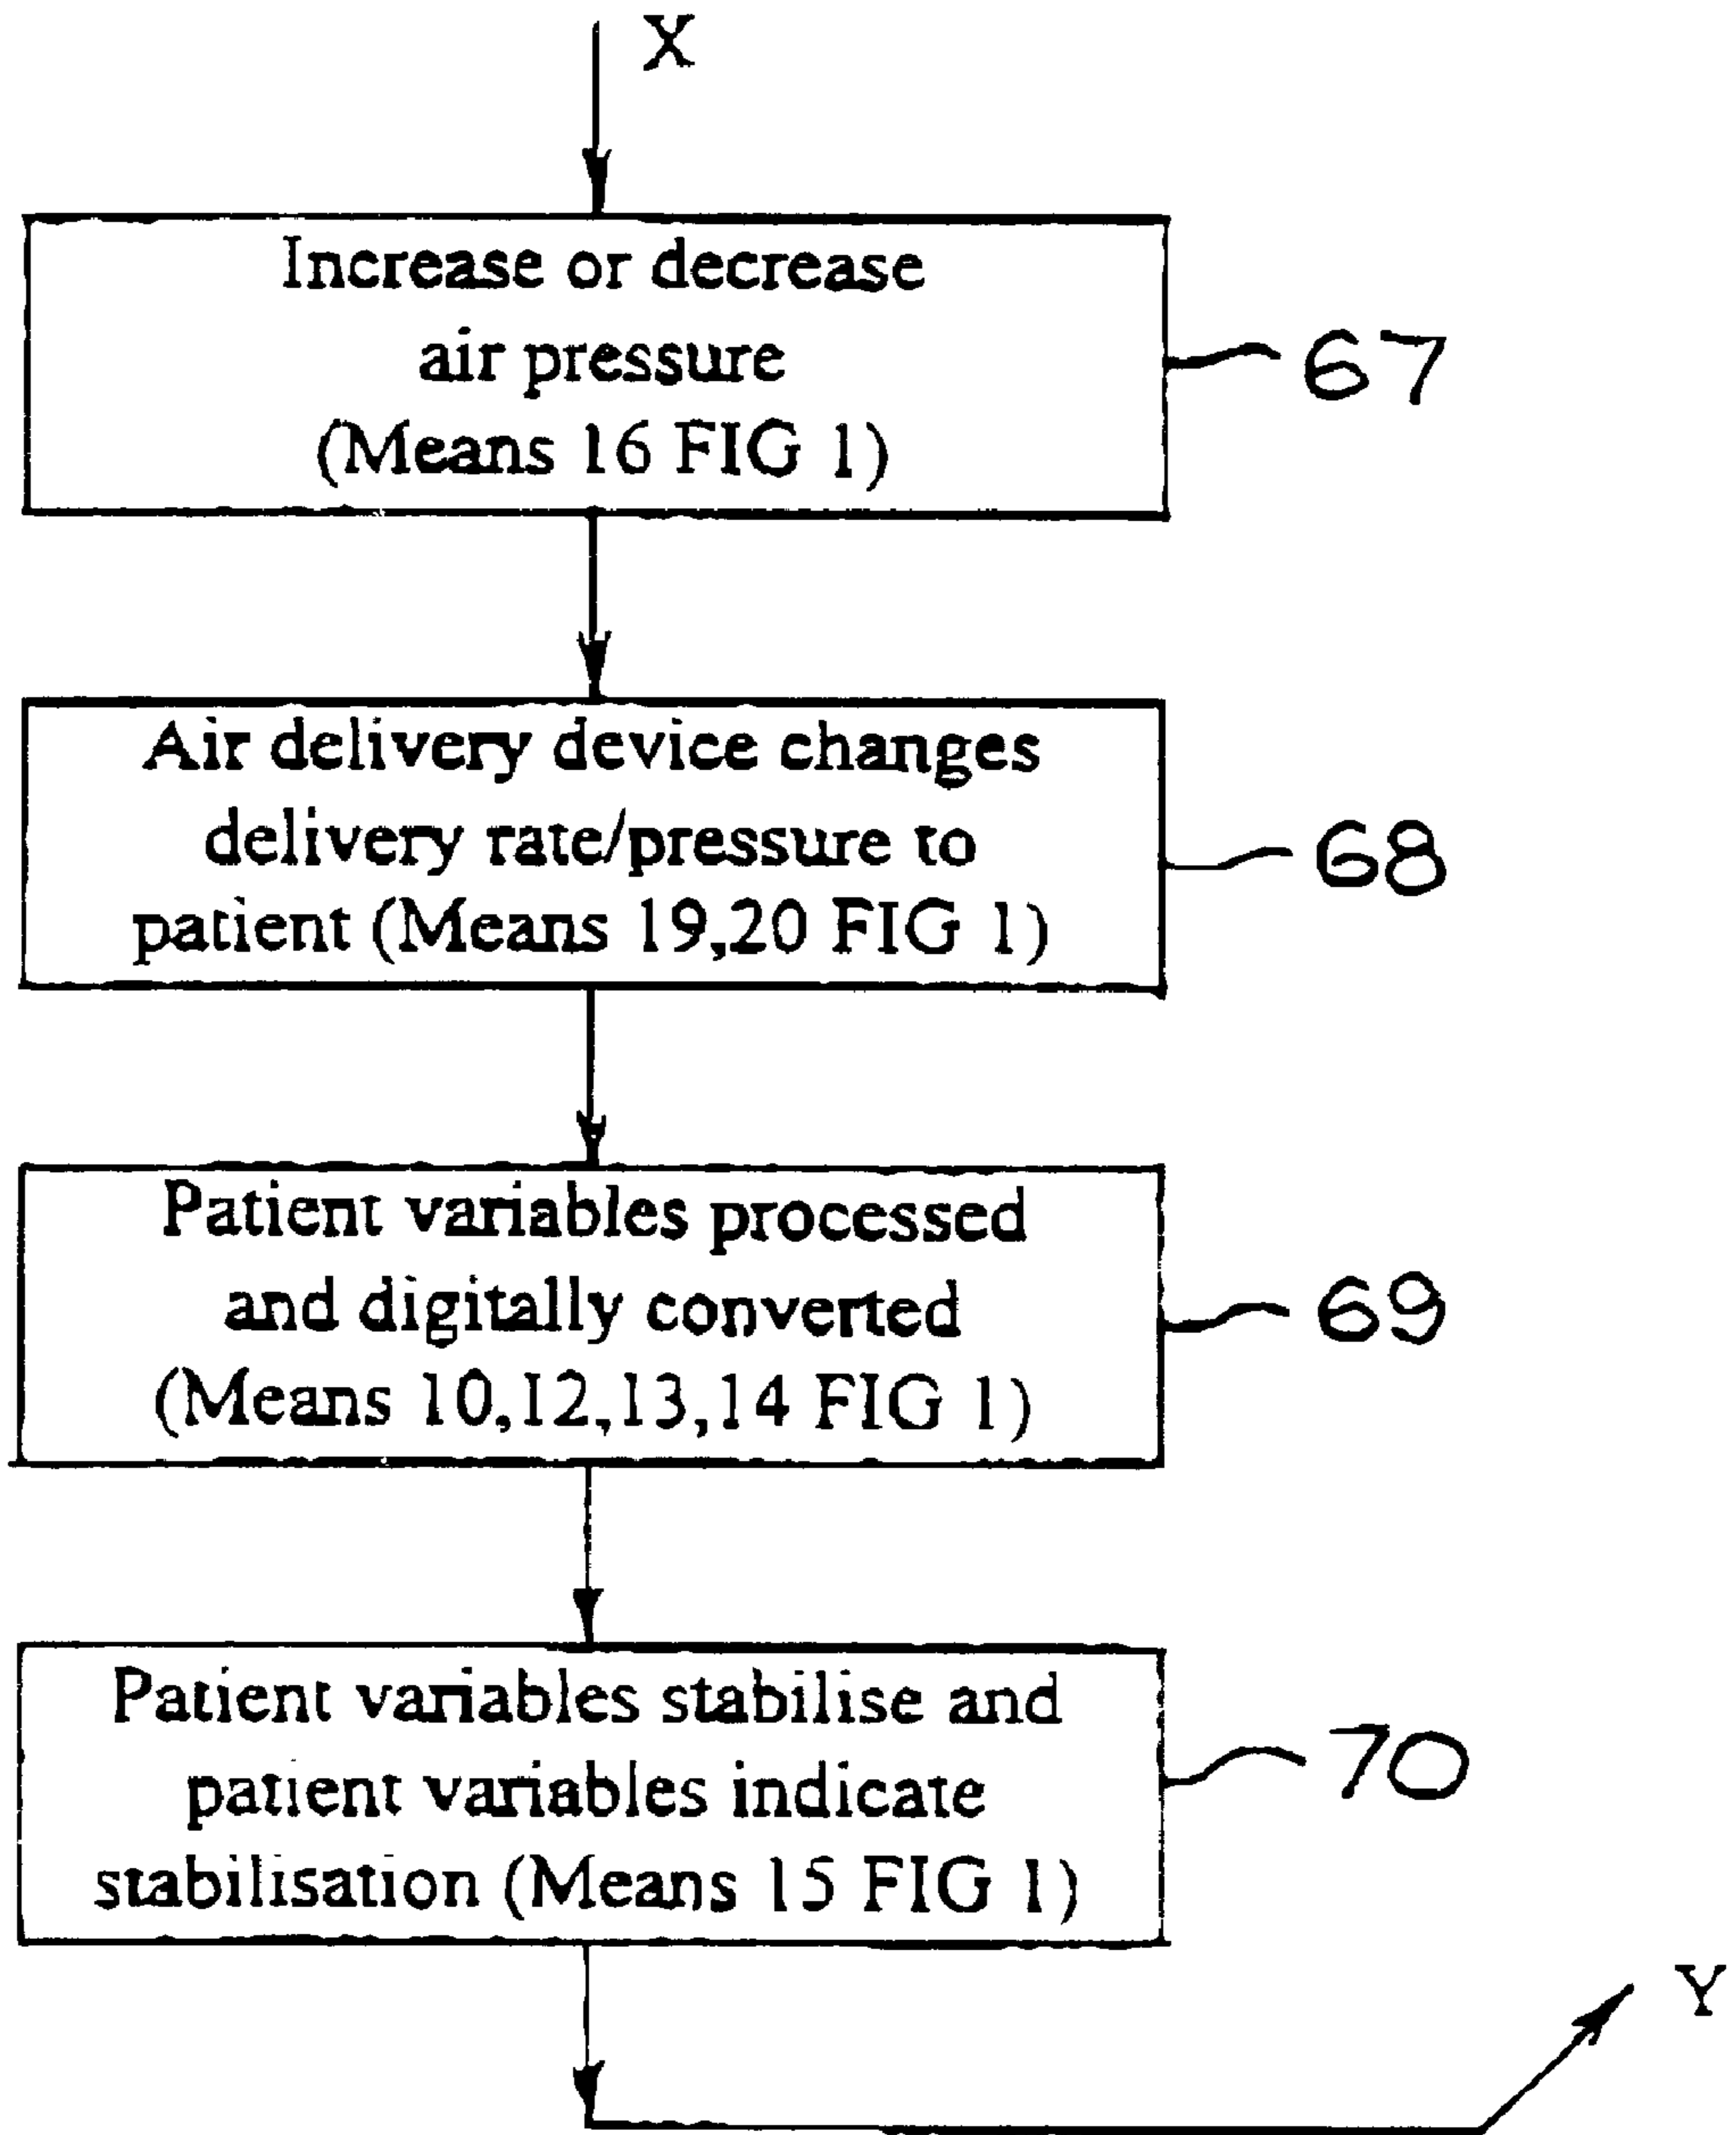 X
Increase or decrease
air pressure
(Means 16 FIG 1)
67
Air delivery device changes
delivery rate/pressure to
patient (Means 19,20 FIG 1)
68
Patient variables processed
and digitally converted
(Means 10,12,13,14 FIG 1)
69
Patient variables stabilise and
patient variables indicate
stabilisation (Means 15 FIG 1)
70
Y